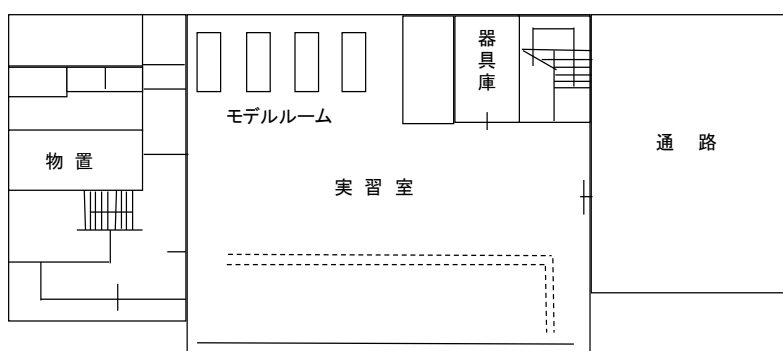 器具庫
モデルルーム
通 路
物 置
実 習 室